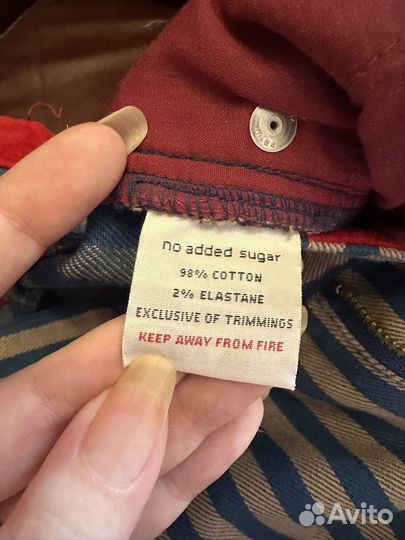 no added sugar
98% COTTON
2% ELASTANE
EXCLUSIVE OF TRIMMINGS
KEEP AWAY FROM FIRE
Avito